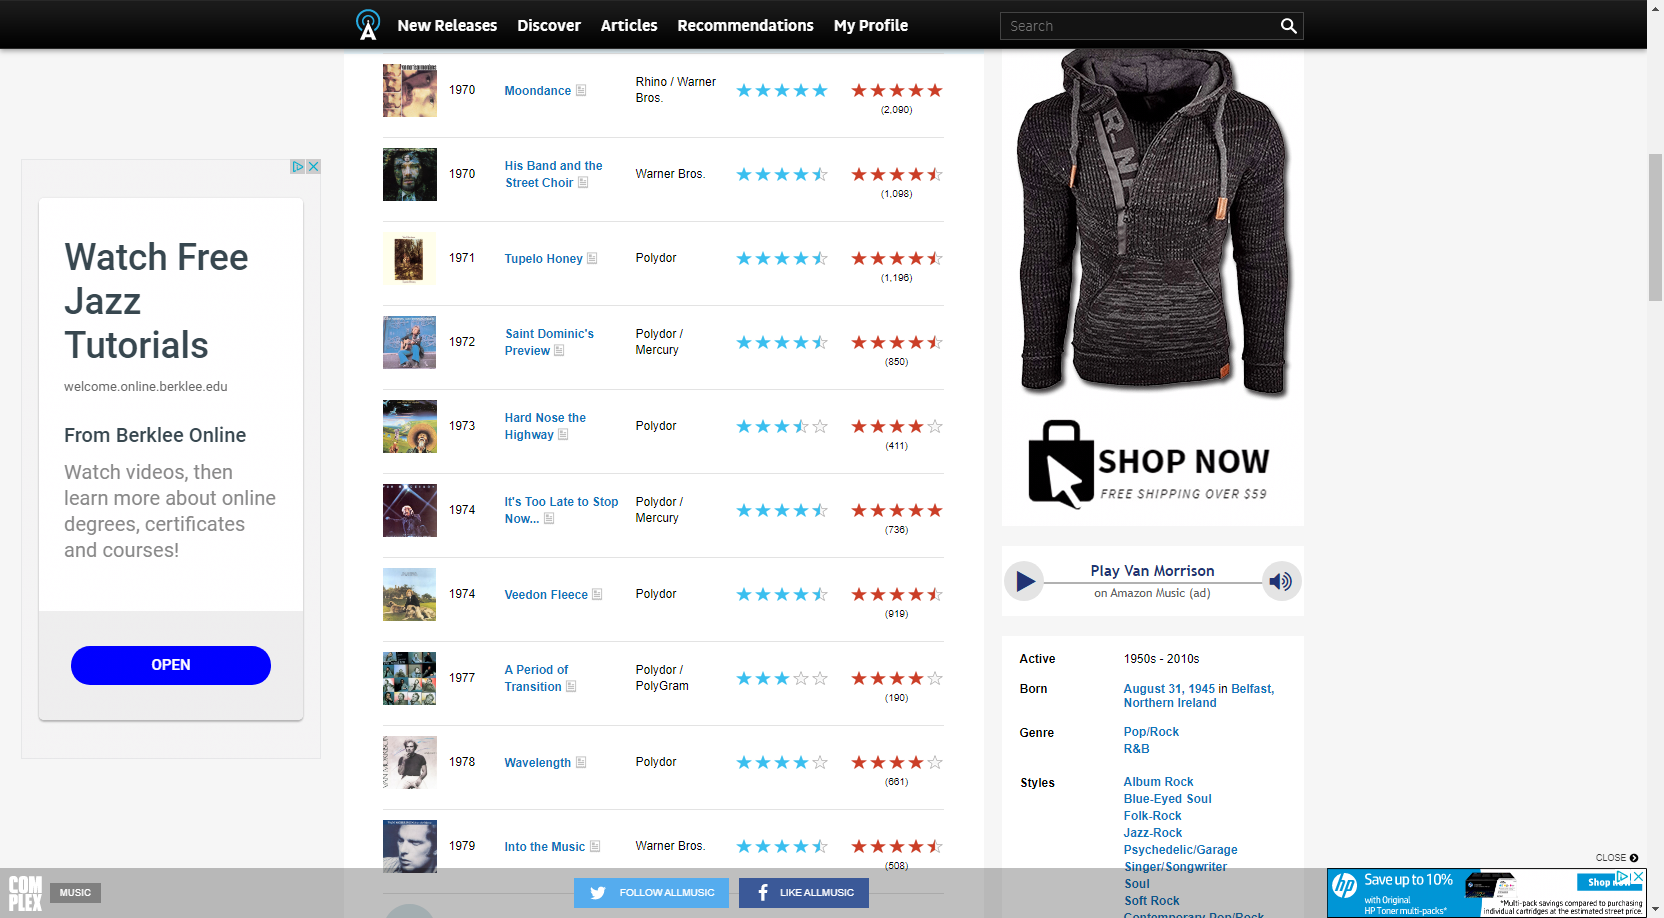 New Releases
Discover
Articles
Recommendations
My Profile
Search
1970
Moondance
Rhino / Warner
Bros.
(2,090)
1970
His Band and the
Street Choir
Warner Bros.
(1,098)
1971
Tupelo Honey
Polydor
(1,196)
1972
Saint Dominic's
Preview
Polydor /
Mercury
(850)
1973
Hard Nose the
Highway
Polydor
(411)
1974
It's Too Late to Stop
Now...
Polydor /
Mercury
(736)
1974
Veedon Fleece
Polydor
(919)
1977
A Period of
Transition
Polydor /
PolyGram
(190)
1978
Wavelength
Polydor
(661)
1979
Into the Music
Warner Bros.
(508)
Watch Free
Jazz
Tutorials
welcome.online.berklee.edu
From Berklee Online
Watch videos, then
learn more about online
degrees, certificates
and courses!
OPEN
SHOP NOW
FREE SHIPPING OVER $59
Play Van Morrison
on Amazon Music (ad)
Active
1950s - 2010s
Born
August 31, 1945 in Belfast,
Northern Ireland
Genre
Pop/Rock
R&B
Styles
Album Rock
Blue-Eyed Soul
Folk-Rock
Jazz-Rock
Psychedelic/Garage
Singer/Songwriter
Soul
Soft Rock
Contemporary Pop/Rock
CLOSE
COM
PLEX
MUSIC
FOLLOW ALLMUSIC
LIKE ALLMUSIC
hp
Save up to 10%
with Original
HP Toner multi-packs*
Shop
*Multi-pack savings compared to purchasing
individual cartridges at the estimated street price.